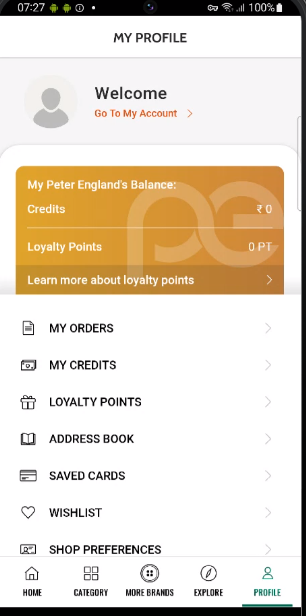 07:27 100%
MY PROFILE
Welcome
Go To My Account
My Peter England's Balance:
Credits ₹ 0
Loyalty Points 0 PT
Learn more about loyalty points
MY ORDERS
MY CREDITS
LOYALTY POINTS
ADDRESS BOOK
SAVED CARDS
WISHLIST
SHOP PREFERENCES
HOME CATEGORY MORE BRANDS EXPLORE PROFILE